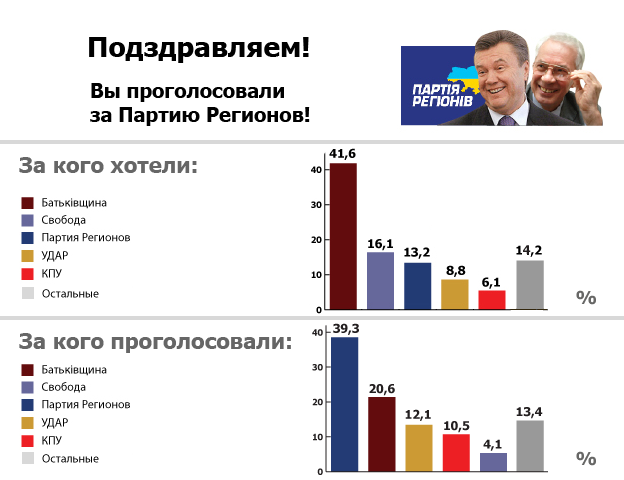 Подздравляем!
Вы проголосовали
за Партию Регионов!
ПАРТІЯ
РЕГІОНІВ
За кого хотели:
Батьківщина
Свобода
Партия Регионов
УДАР
КПУ
Остальные
40
30
20
10
0
41,6
16,1
13,2
8,8
6,1
14,2
%
За кого проголосовали:
Батьківщина
Свобода
Партия Регионов
УДАР
КПУ
Остальные
40
30
20
10
0
39,3
20,6
12,1
10,5
4,1
13,4
%